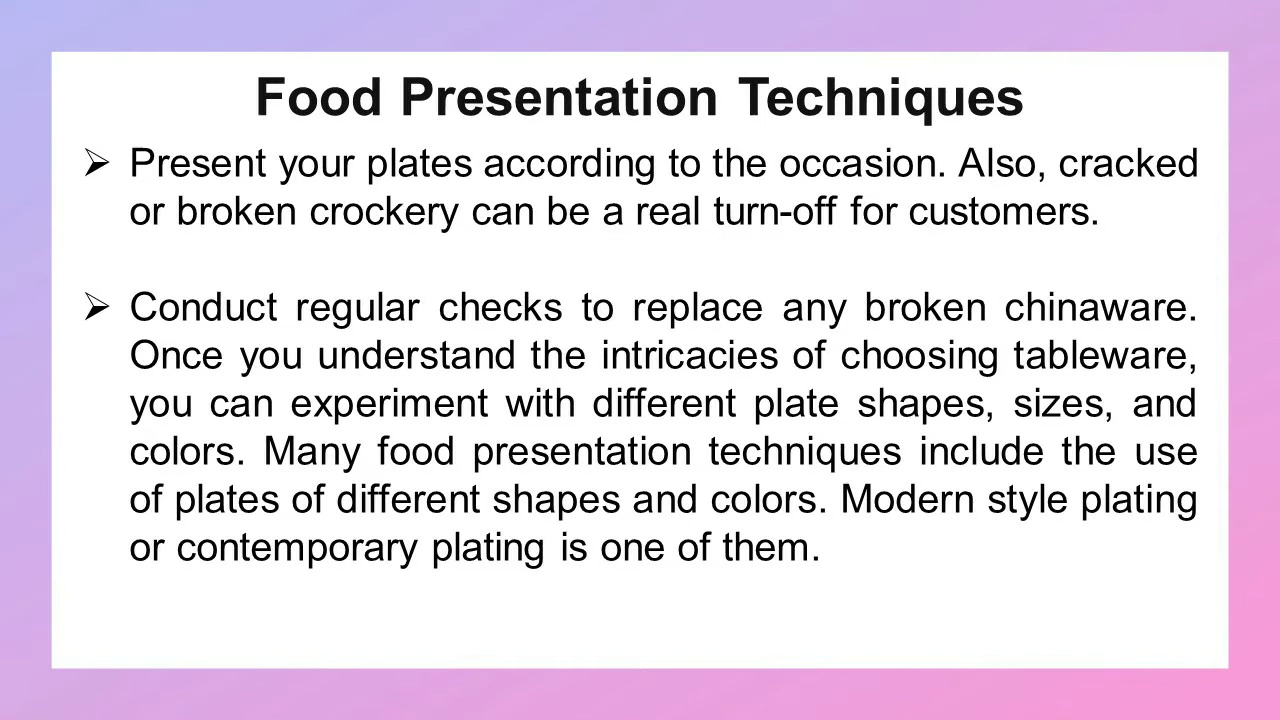 Food Presentation Techniques
➢ Present your plates according to the occasion. Also, cracked
or broken crockery can be a real turn-off for customers.
➢ Conduct regular checks to replace any broken chinaware.
Once you understand the intricacies of choosing tableware,
you can experiment with different plate shapes, sizes, and
colors. Many food presentation techniques include the use
of plates of different shapes and colors. Modern style plating
or contemporary plating is one of them.